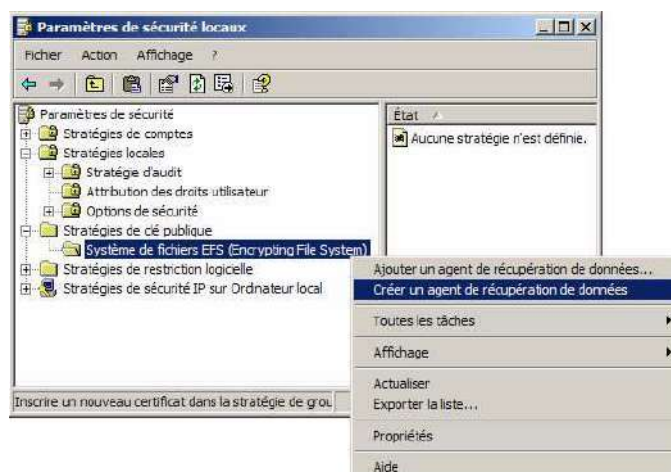 Paramètres de sécurité locaux
Fichier Action Affichage ?
Paramètres de sécurité
Stratégies de comptes
Stratégies locales
Stratégie d'audit
Attribution des droits utilisateur
Options de sécurité
Stratégies de clé publique
Système de fichiers EFS (Encrypting File System)
Stratégies de restriction logicielle
Stratégies de sécurité IP sur Ordinateur local
État
Aucune stratégie n'est définie.
Ajouter un agent de récupération de données...
Créer un agent de récupération de données
Toutes les tâches
Affichage
Actualiser
Exporter la liste...
Propriétés
Aide
Inscrire un nouveau certificat dans la stratégie de grou